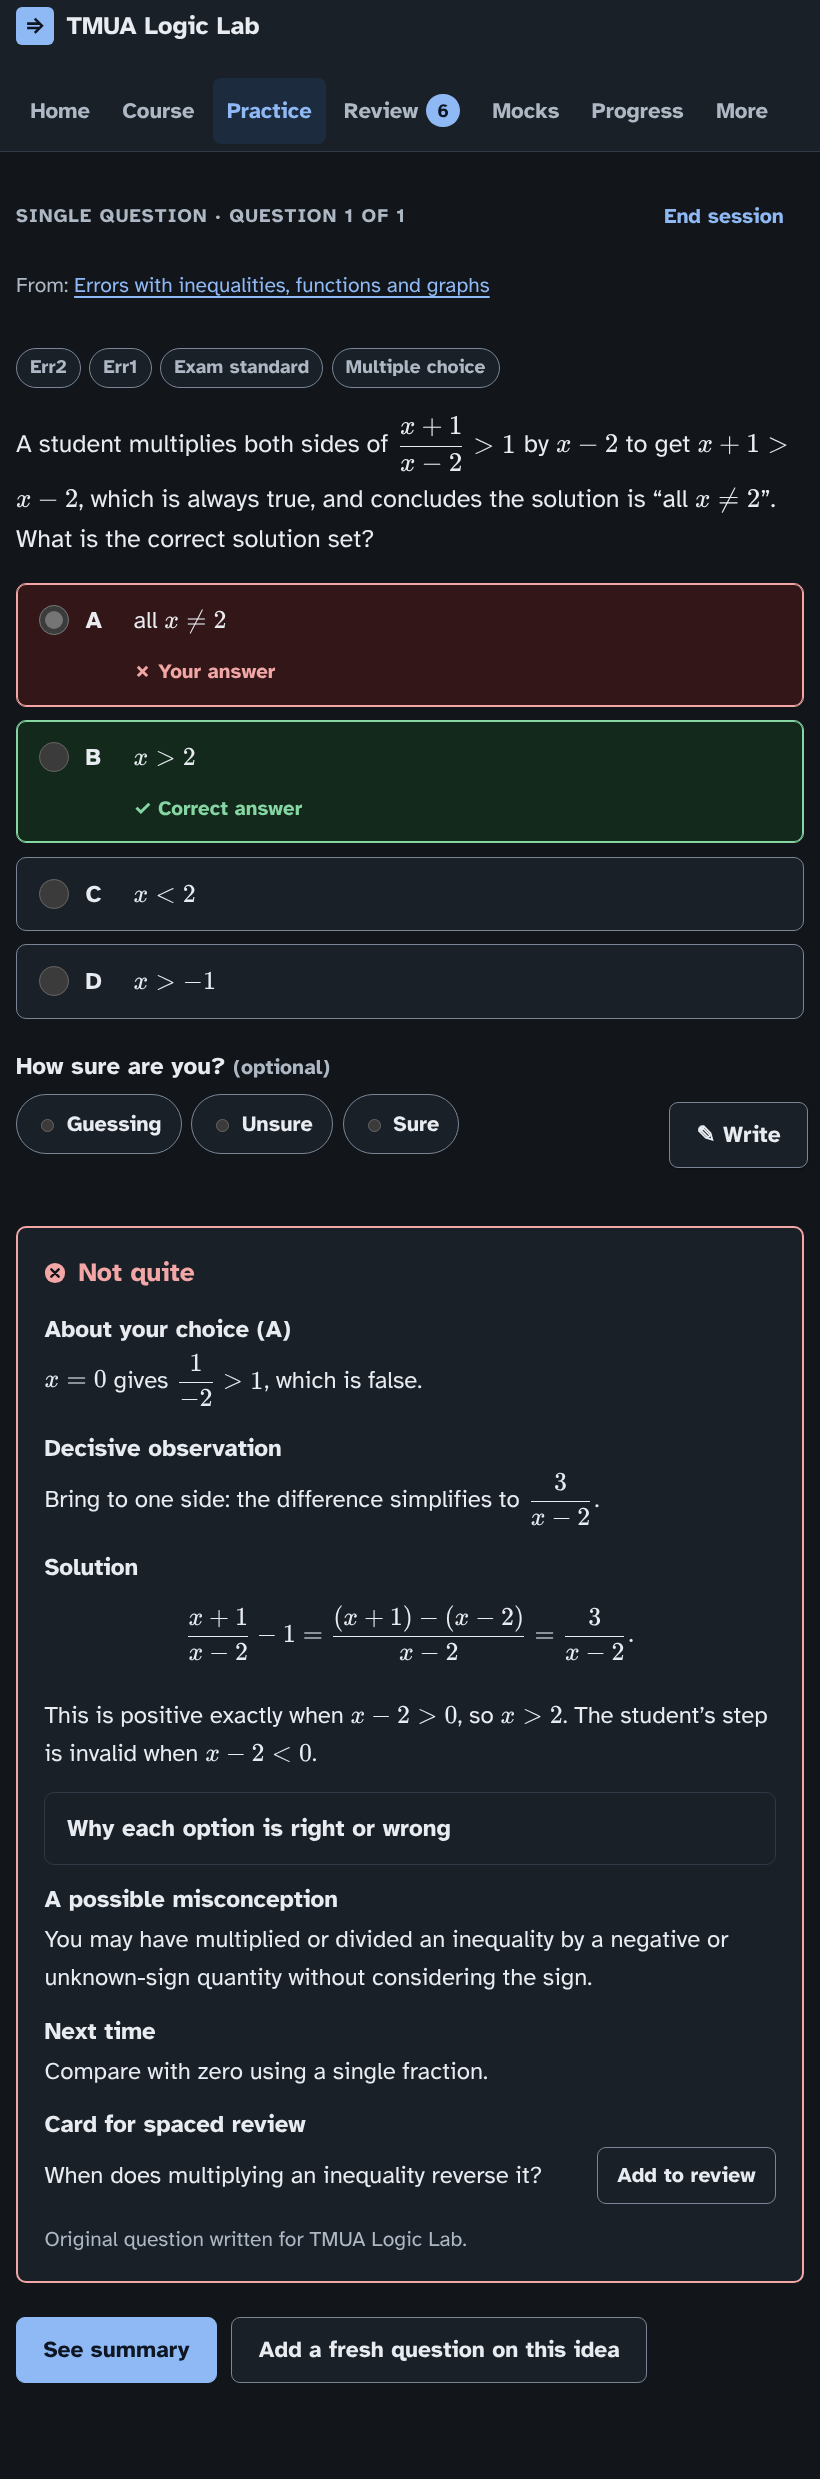 ⇒ TMUA Logic Lab
Home Course Practice Review 6 Mocks Progress More
SINGLE QUESTION · QUESTION 1 OF 1 End session
From: Errors with inequalities, functions and graphs
Err2 Err1 Exam standard Multiple choice
A student multiplies both sides of (x + 1)/(x − 2) > 1 by x − 2 to get x + 1 >
x − 2, which is always true, and concludes the solution is “all x ≠ 2”.
What is the correct solution set?
A all x ≠ 2
× Your answer
B x > 2
✓ Correct answer
C x < 2
D x > −1
How sure are you? (optional)
Guessing Unsure Sure ✎ Write
Not quite
About your choice (A)
x = 0 gives 1/(−2) > 1, which is false.
Decisive observation
Bring to one side: the difference simplifies to 3/(x − 2).
Solution
(x + 1)/(x − 2) − 1 = ((x + 1) − (x − 2))/(x − 2) = 3/(x − 2).
This is positive exactly when x − 2 > 0, so x > 2. The student’s step
is invalid when x − 2 < 0.
Why each option is right or wrong
A possible misconception
You may have multiplied or divided an inequality by a negative or
unknown-sign quantity without considering the sign.
Next time
Compare with zero using a single fraction.
Card for spaced review
When does multiplying an inequality reverse it? Add to review
Original question written for TMUA Logic Lab.
See summary Add a fresh question on this idea